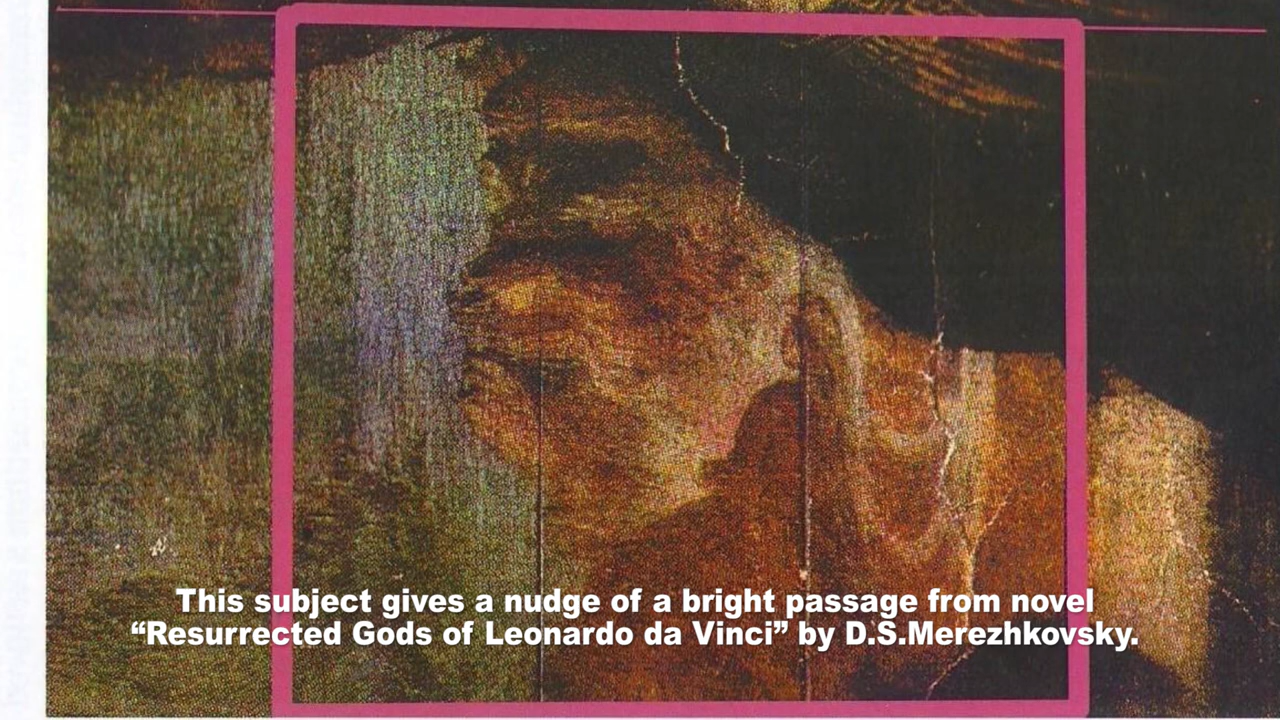 This subject gives a nudge of a bright passage from novel
“Resurrected Gods of Leonardo da Vinci” by D.S.Merezhkovsky.